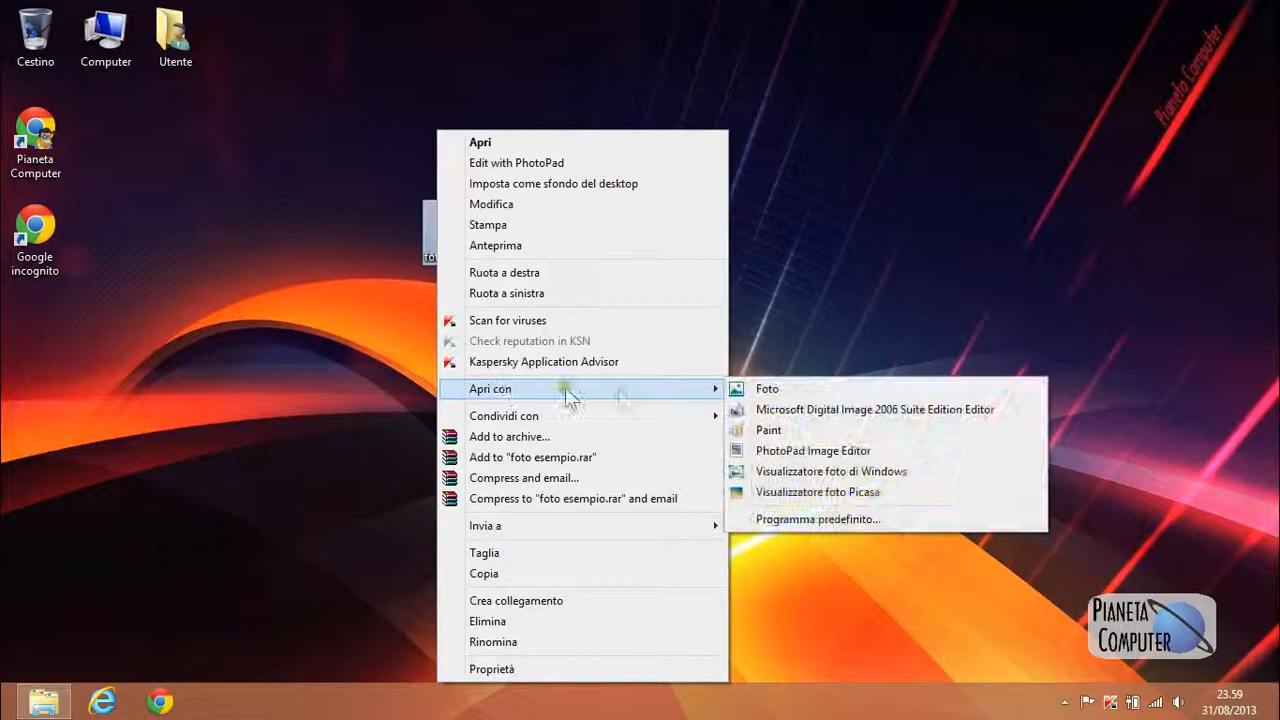 Cestino
Computer
Utente
Pianeta
Computer
Google
incognito
Pianeta Computer
Apri
Edit with PhotoPad
Imposta come sfondo del desktop
Modifica
Stampa
Anteprima
Ruota a destra
Ruota a sinistra
Scan for viruses
Check reputation in KSN
Kaspersky Application Advisor
Apri con
Condividi con
Add to archive...
Add to "foto esempio.rar"
Compress and email...
Compress to "foto esempio.rar" and email
Invia a
Taglia
Copia
Crea collegamento
Elimina
Rinomina
Proprietà
Foto
Microsoft Digital Image 2006 Suite Edition Editor
Paint
PhotoPad Image Editor
Visualizzatore foto di Windows
Visualizzatore foto Picasa
Programma predefinito...
PIANETA
COMPUTER
23.59
31/08/2013